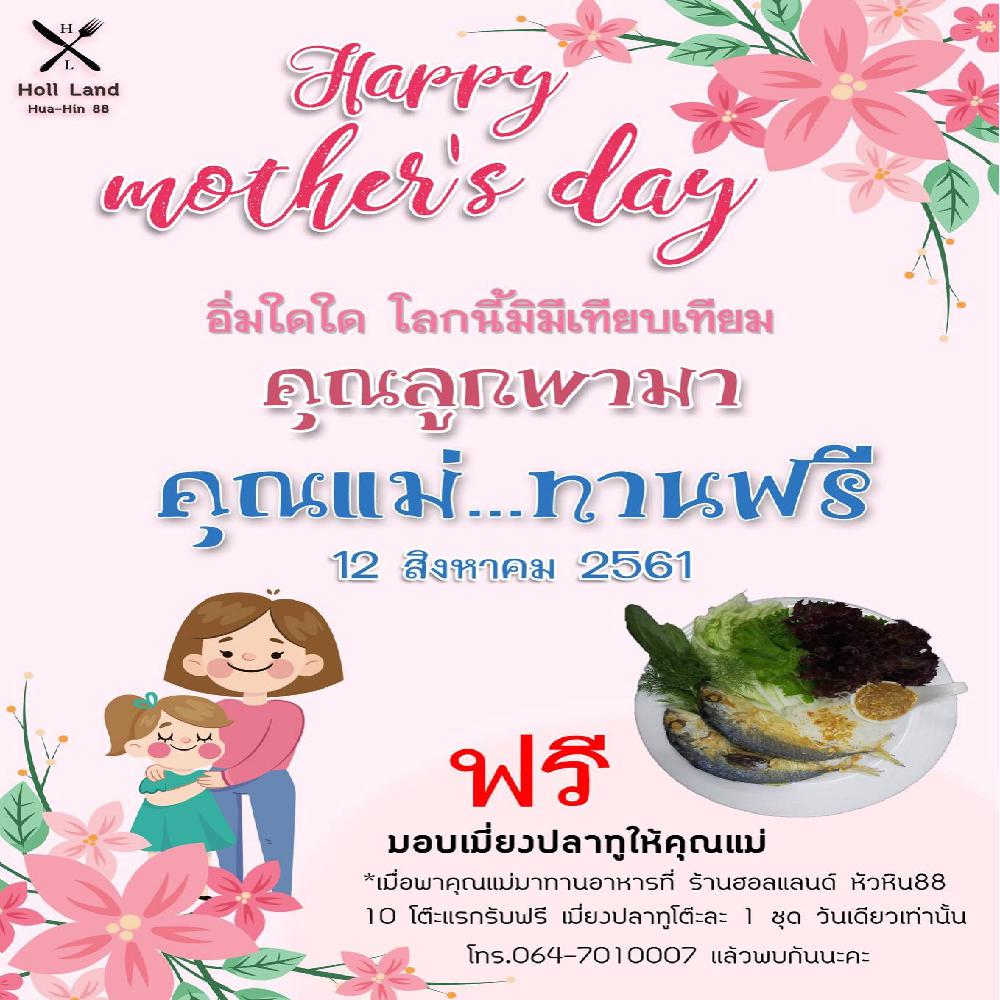 H
L
Holl Land
Hua-Hin 88
Happy
mother's day
อิ่มใดใด โลกนี้มิมีเทียบเทียม
คุณลูกพามา
คุณแม่...ทานฟรี
12 สิงหาคม 2561
ฟรี
มอบเมี่ยงปลาทูให้คุณแม่
*เมื่อพาคุณแม่มาทานอาหารที่ ร้านฮอลแลนด์ หัวหิน88
10 โต๊ะแรกรับฟรี เมี่ยงปลาทูโต๊ะละ 1 ชุด วันเดียวเท่านั้น
โทร.064-7010007 แล้วพบกันนะคะ